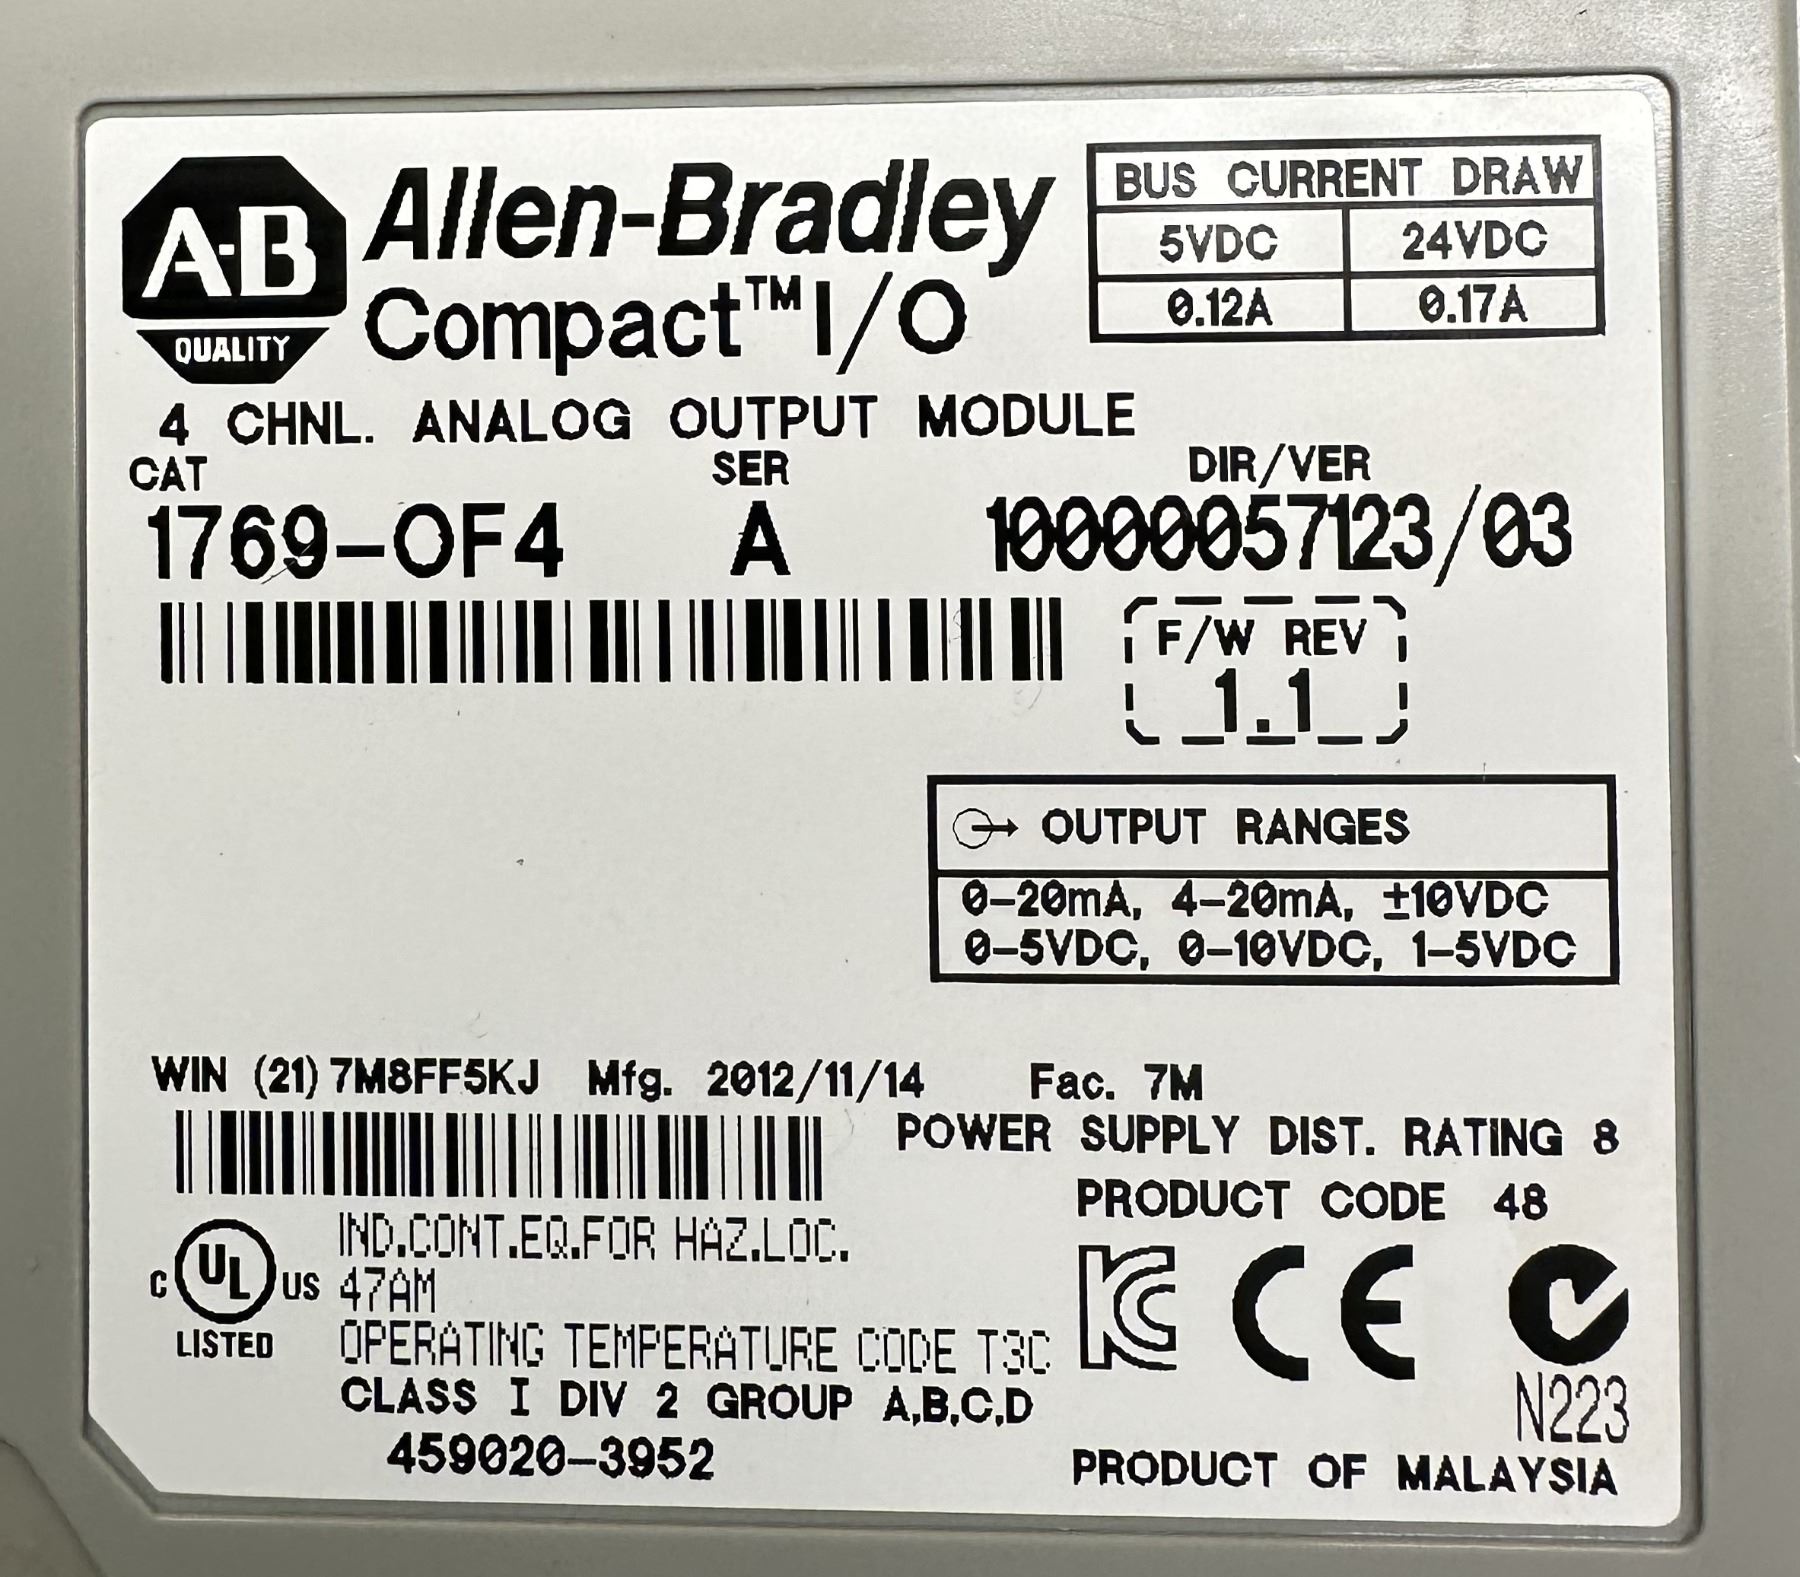 A-B
QUALITY
Allen-Bradley
Compact™ I/O
BUS CURRENT DRAW
5VDC 24VDC
0.12A 0.17A
4 CHNL. ANALOG OUTPUT MODULE
CAT SER DIR/VER
1769-OF4 A 10000057123/03
F/W REV
1.1
OUTPUT RANGES
0-20mA, 4-20mA, ±10VDC
0-5VDC, 0-10VDC, 1-5VDC
WIN (21) 7M8FF5KJ Mfg. 2012/11/14 Fac. 7M
POWER SUPPLY DIST. RATING 8
PRODUCT CODE 48
C UL US
LISTED
IND.CONT.EQ.FOR HAZ.LOC.
47AM
OPERATING TEMPERATURE CODE T3C
CLASS I DIV 2 GROUP A,B,C,D
459020-3952
KC CE
N223
PRODUCT OF MALAYSIA